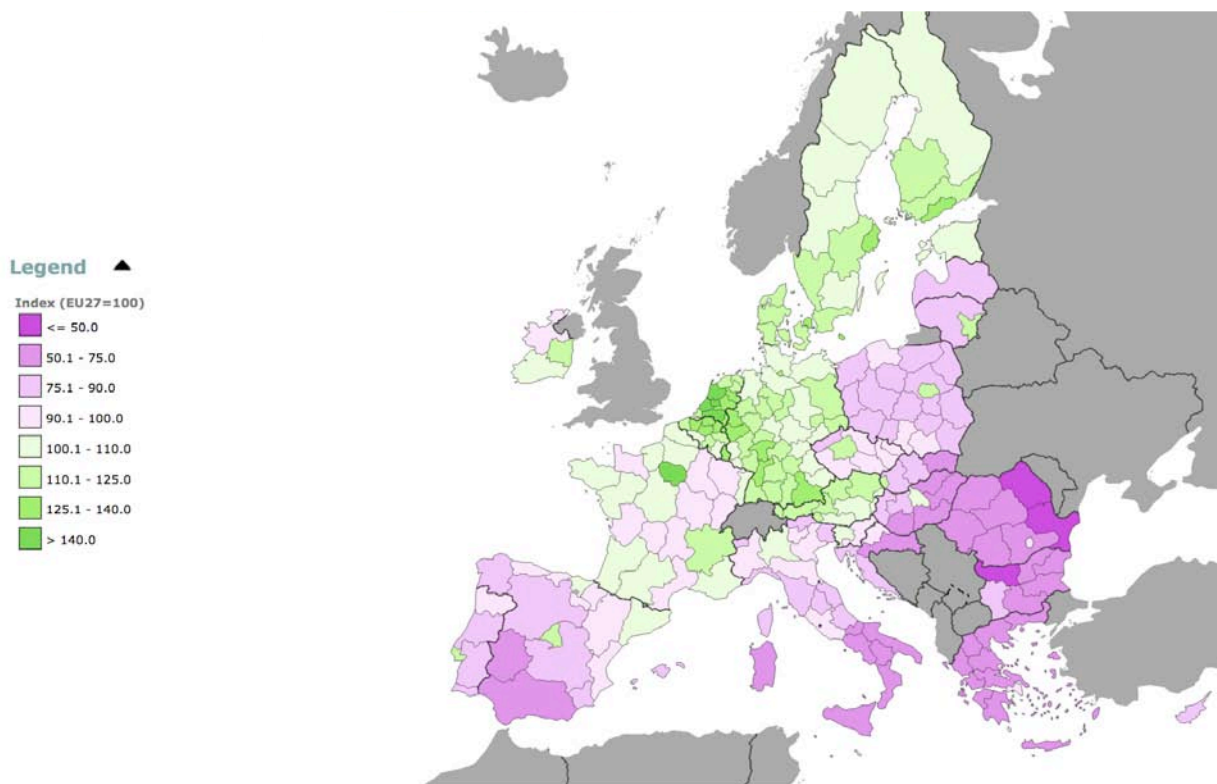 Legend ▲
Index (EU27=100)
<= 50.0
50.1 - 75.0
75.1 - 90.0
90.1 - 100.0
100.1 - 110.0
110.1 - 125.0
125.1 - 140.0
> 140.0